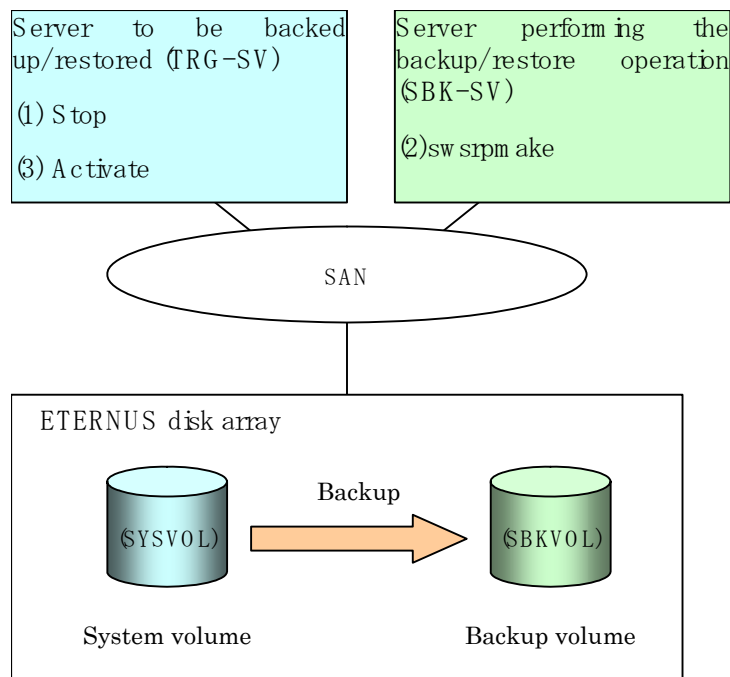 Server to be backed
up/restored (TRG-SV)
(1) Stop
(3) Activate
Server performing the
backup/restore operation
(SBK-SV)
(2)swsrpmake
SAN
ETERNUS disk array
Backup
(SYSVOL)
(SBKVOL)
System volume
Backup volume